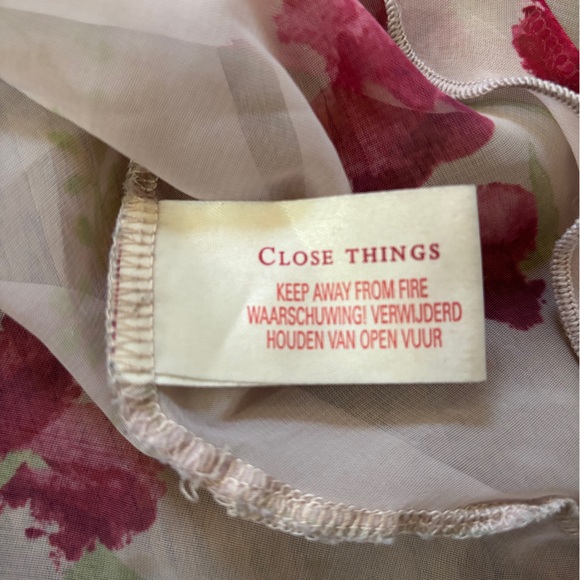 CLOSE THINGS
KEEP AWAY FROM FIRE
WAARSCHUWING! VERWIJDERD
HOUDEN VAN OPEN VUUR